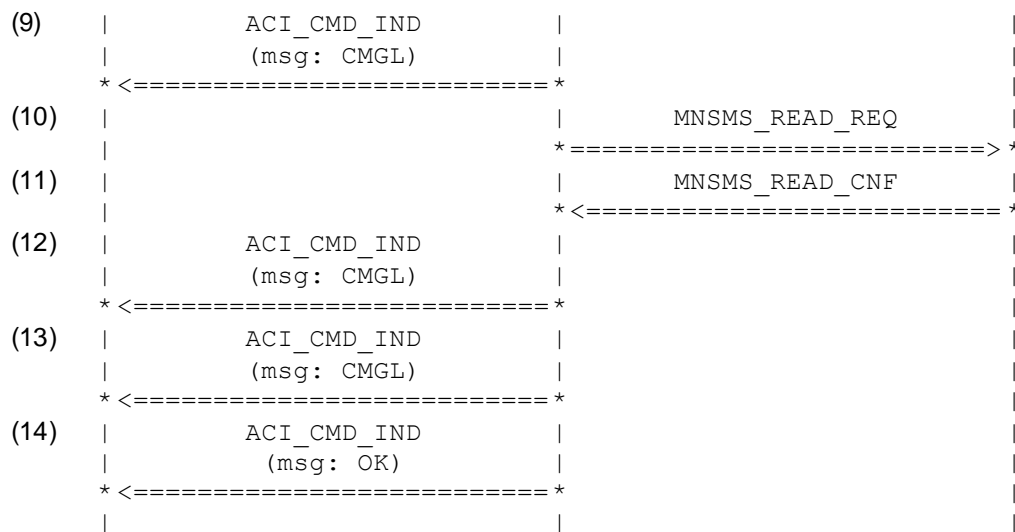 (9) | ACI_CMD_IND | |
| (msg: CMGL) | |
*<==========================* |
(10) | | MNSMS_READ_REQ |
| *==========================>*
(11) | | MNSMS_READ_CNF |
| *<==========================*
(12) | ACI_CMD_IND | |
| (msg: CMGL) | |
*<==========================* |
(13) | ACI_CMD_IND | |
| (msg: CMGL) | |
*<==========================* |
(14) | ACI_CMD_IND | |
| (msg: OK) | |
*<==========================* |
| | |